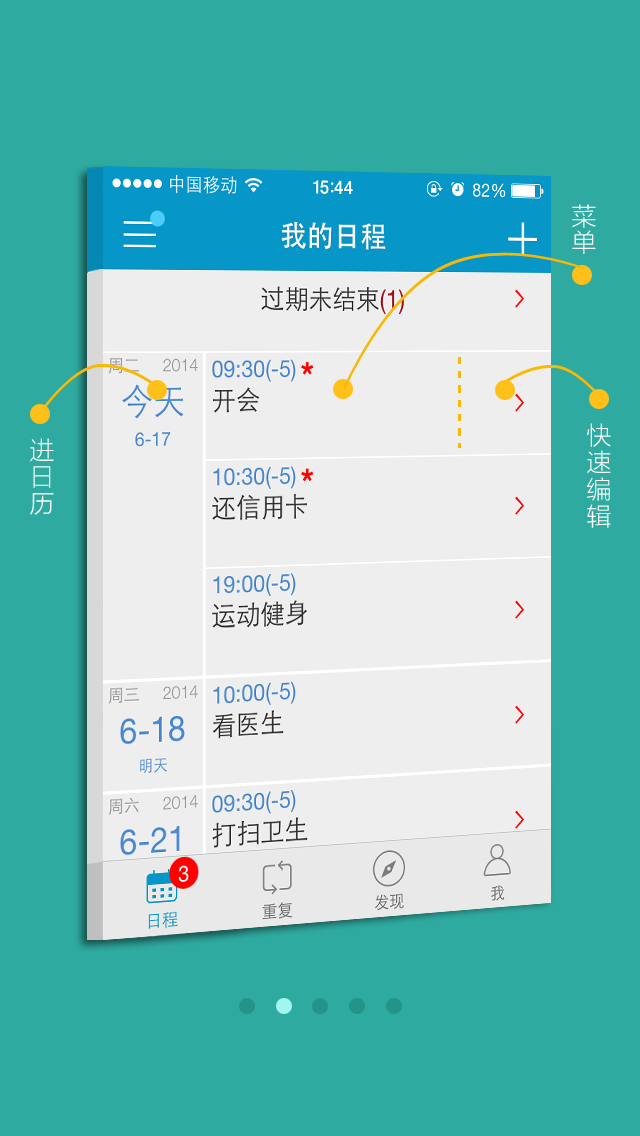 中国移动 15:44 82%
我的日程
菜单
过期未结束(1)
周二 2014
今天
6-17
09:30(-5) *
开会
10:30(-5) *
还信用卡
19:00(-5)
运动健身
进日历
快速编辑
周三 2014
6-18
明天
10:00(-5)
看医生
周六 2014
6-21
09:30(-5)
打扫卫生
3
日程
重复
发现
我